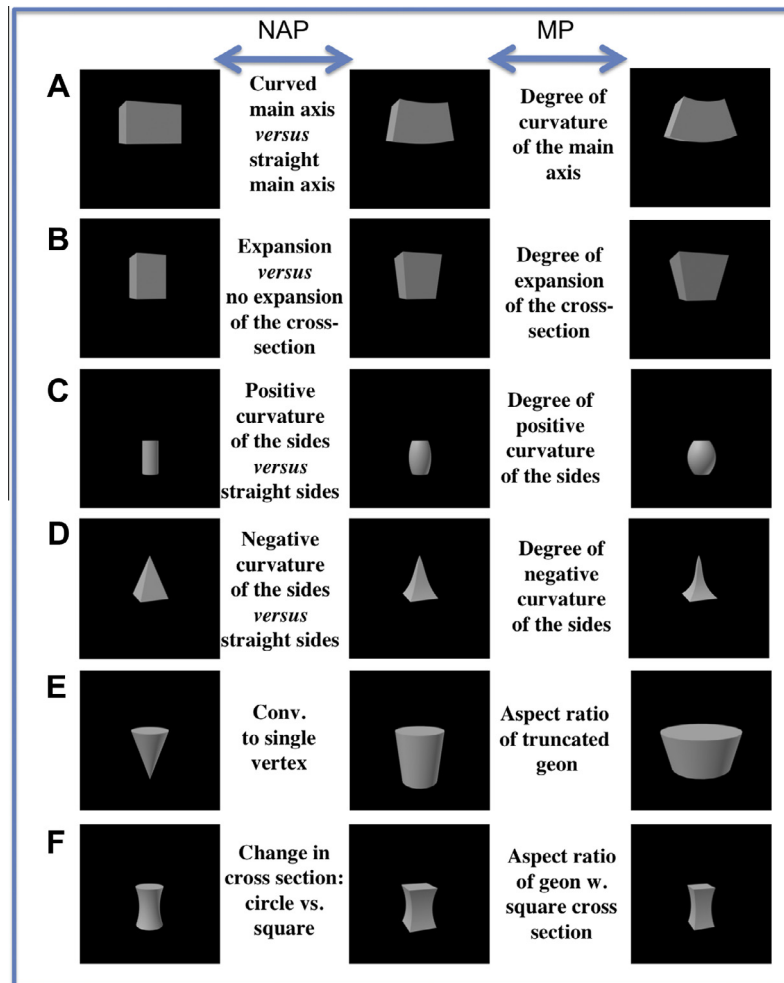 NAP
MP
A
Curved
main axis
versus
straight
main axis
Degree of
curvature
of the main
axis
B
Expansion
versus
no expansion
of the cross-
section
Degree of
expansion
of the cross-
section
C
Positive
curvature
of the sides
versus
straight sides
Degree of
positive
curvature
of the sides
D
Negative
curvature
of the sides
versus
straight sides
Degree of
negative
curvature
of the sides
E
Conv.
to single
vertex
Aspect ratio
of truncated
geon
F
Change in
cross section:
circle vs.
square
Aspect ratio
of geon w.
square cross
section